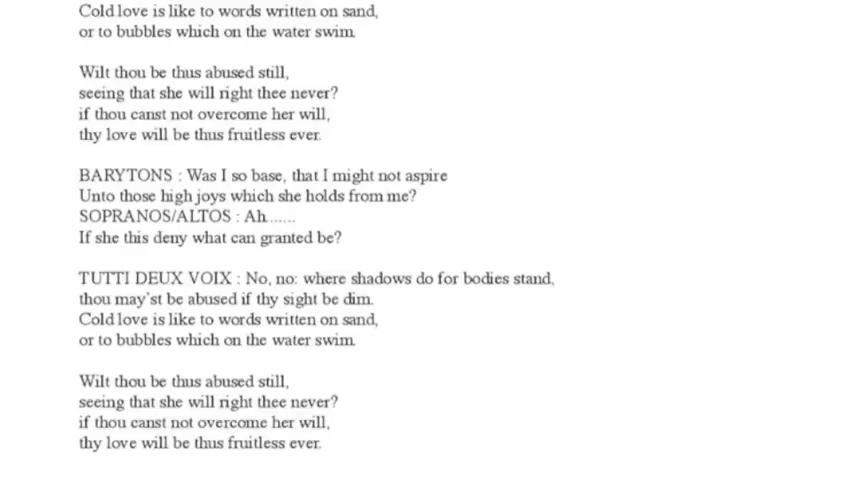 Cold love is like to words written on sand,
or to bubbles which on the water swim.
Wilt thou be thus abused still,
seeing that she will right thee never?
if thou canst not overcome her will,
thy love will be thus fruitless ever.
BARYTONS : Was I so base, that I might not aspire
Unto those high joys which she holds from me?
SOPRANOS/ALTOS : Ah.......
If she this deny what can granted be?
TUTTI DEUX VOIX : No, no: where shadows do for bodies stand,
thou may'st be abused if thy sight be dim.
Cold love is like to words written on sand,
or to bubbles which on the water swim.
Wilt thou be thus abused still,
seeing that she will right thee never?
if thou canst not overcome her will,
thy love will be thus fruitless ever.